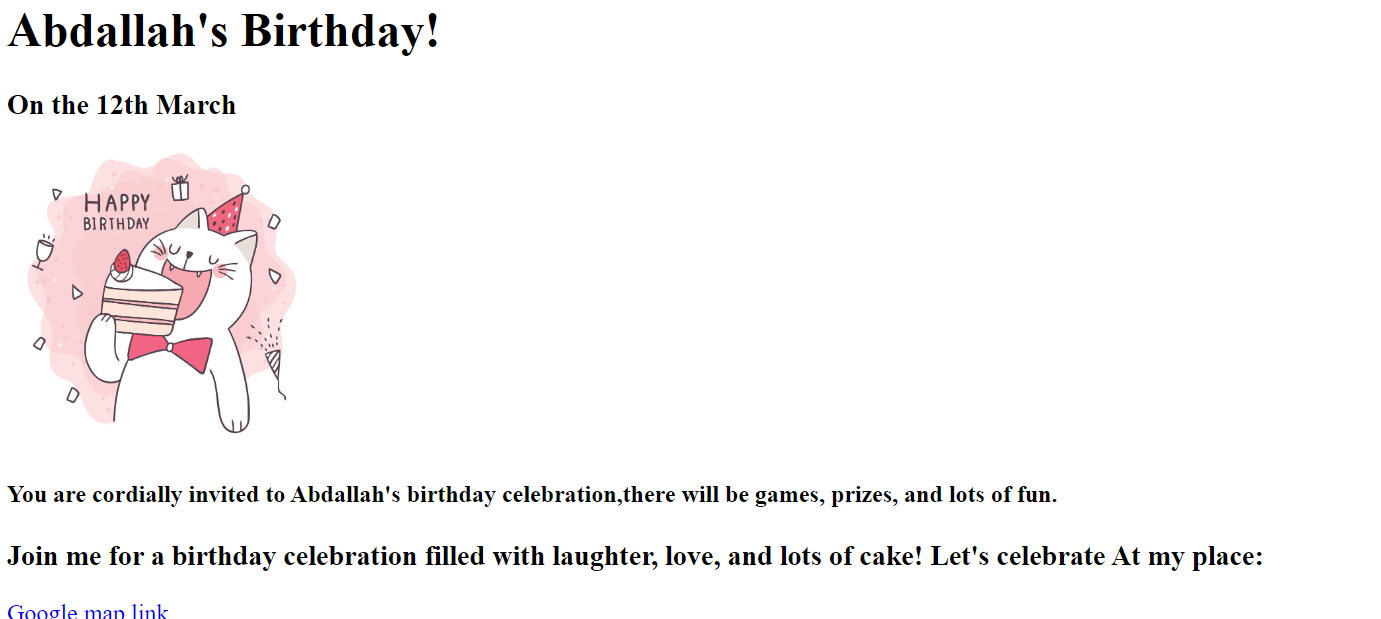 Abdallah's Birthday!
On the 12th March
HAPPY
BIRTHDAY
You are cordially invited to Abdallah's birthday celebration,there will be games, prizes, and lots of fun.
Join me for a birthday celebration filled with laughter, love, and lots of cake! Let's celebrate At my place:
Google map link